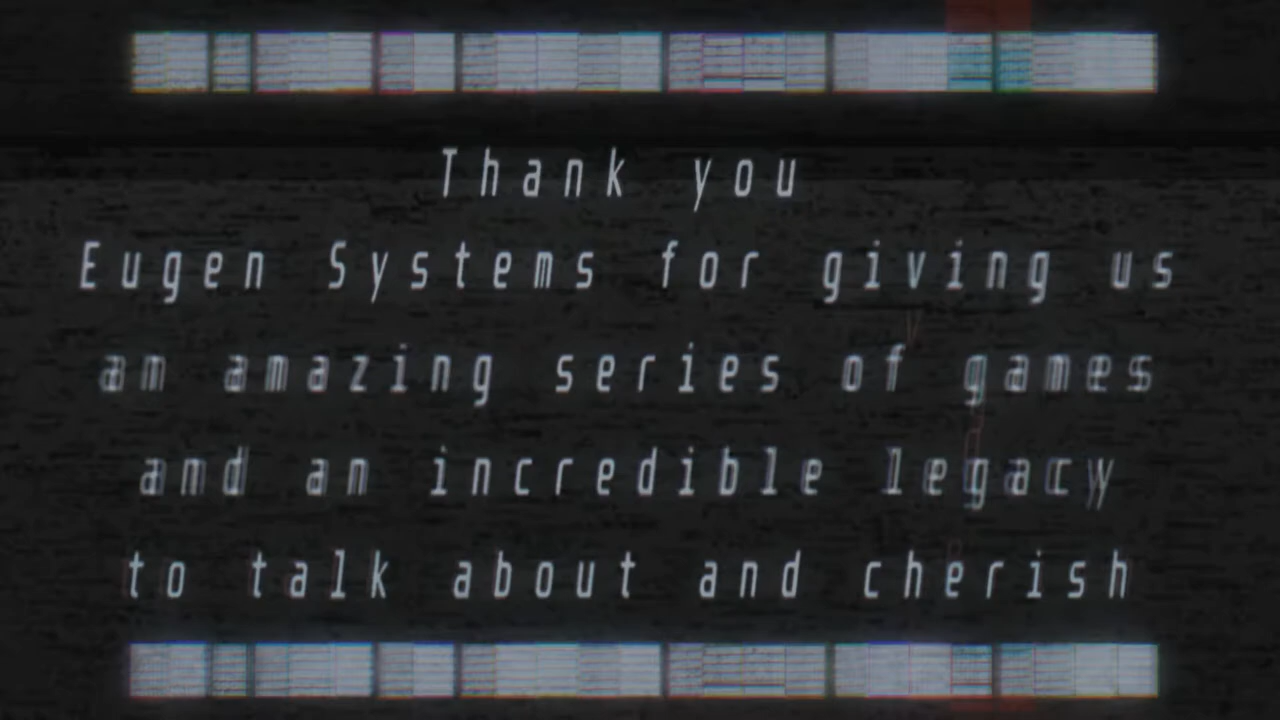 Thank you
Eugen Systems for giving us
an amazing series of games
and an incredible legacy
to talk about and cherish